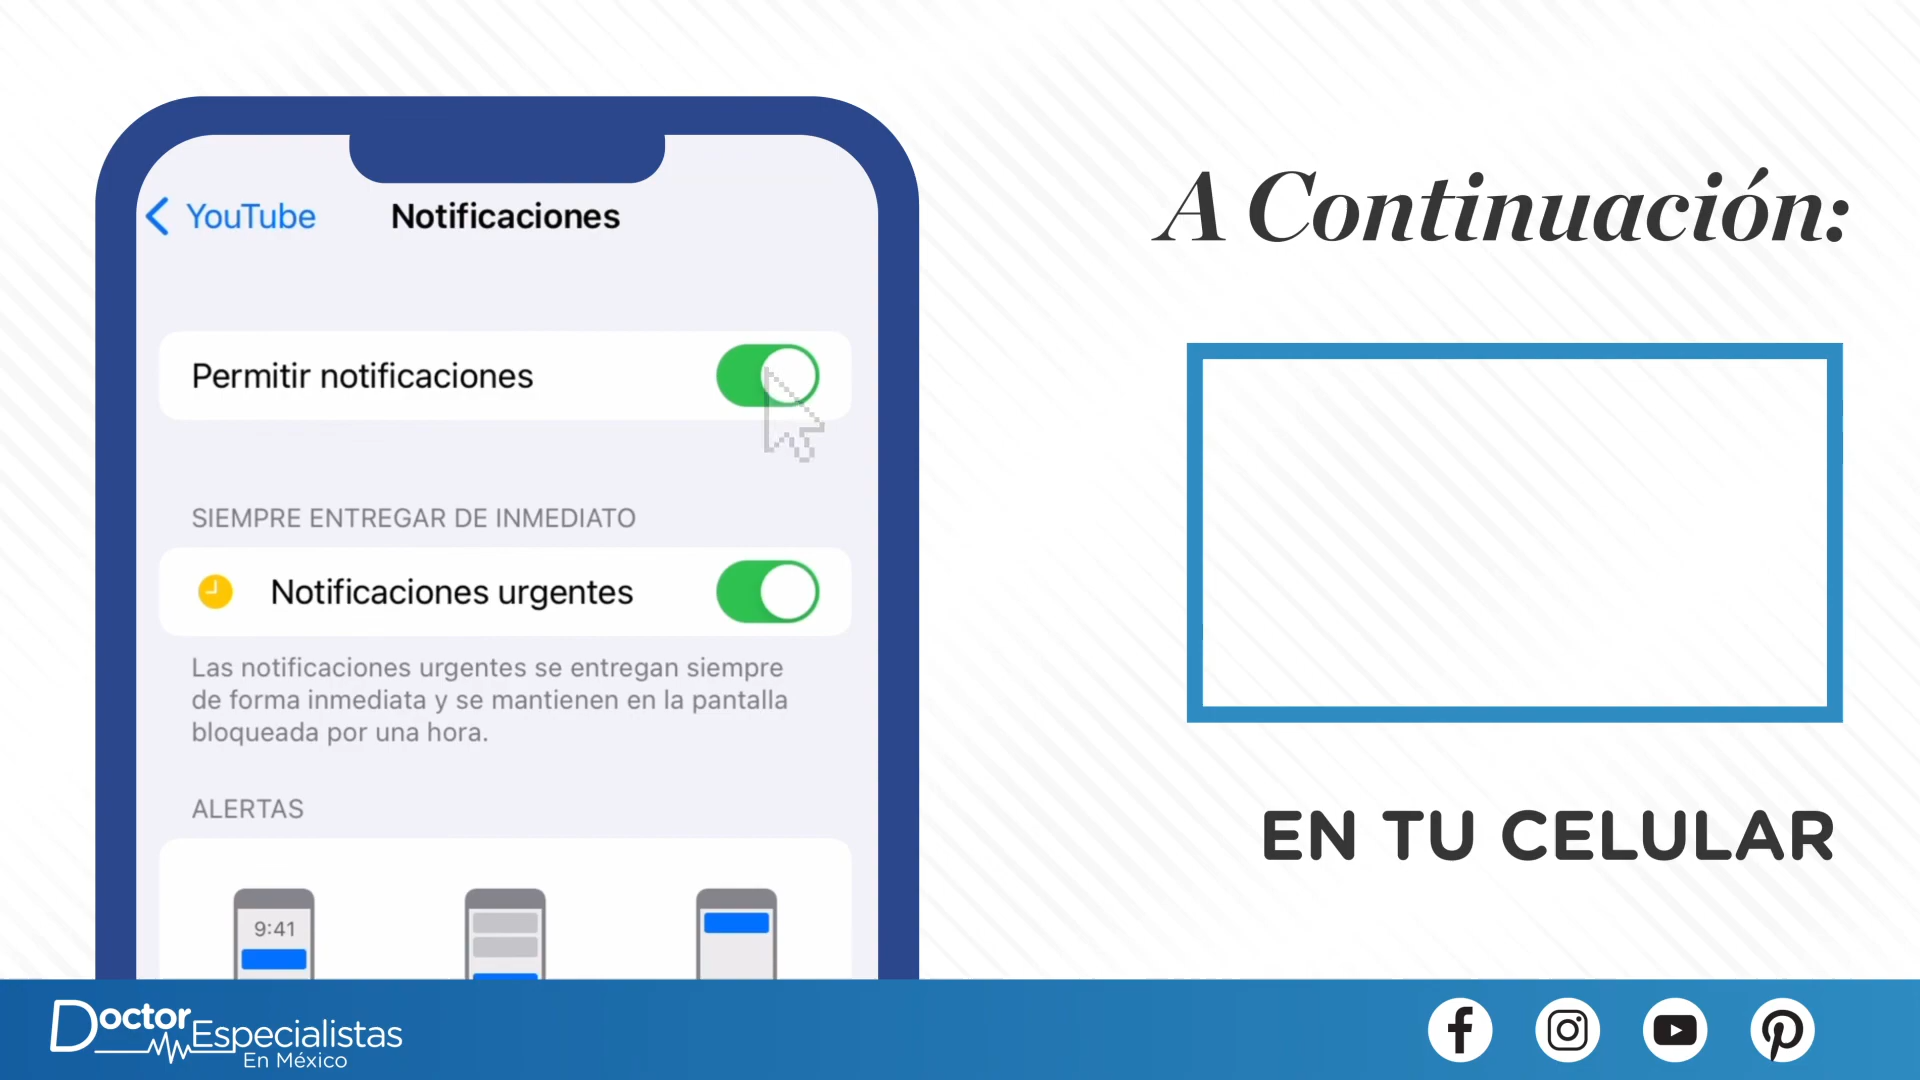 YouTube
Notificaciones
Permitir notificaciones
SIEMPRE ENTREGAR DE INMEDIATO
Notificaciones urgentes
Las notificaciones urgentes se entregan siempre
de forma inmediata y se mantienen en la pantalla
bloqueada por una hora.
ALERTAS
9:41
A Continuación:
EN TU CELULAR
Doctor
Especialistas
En México